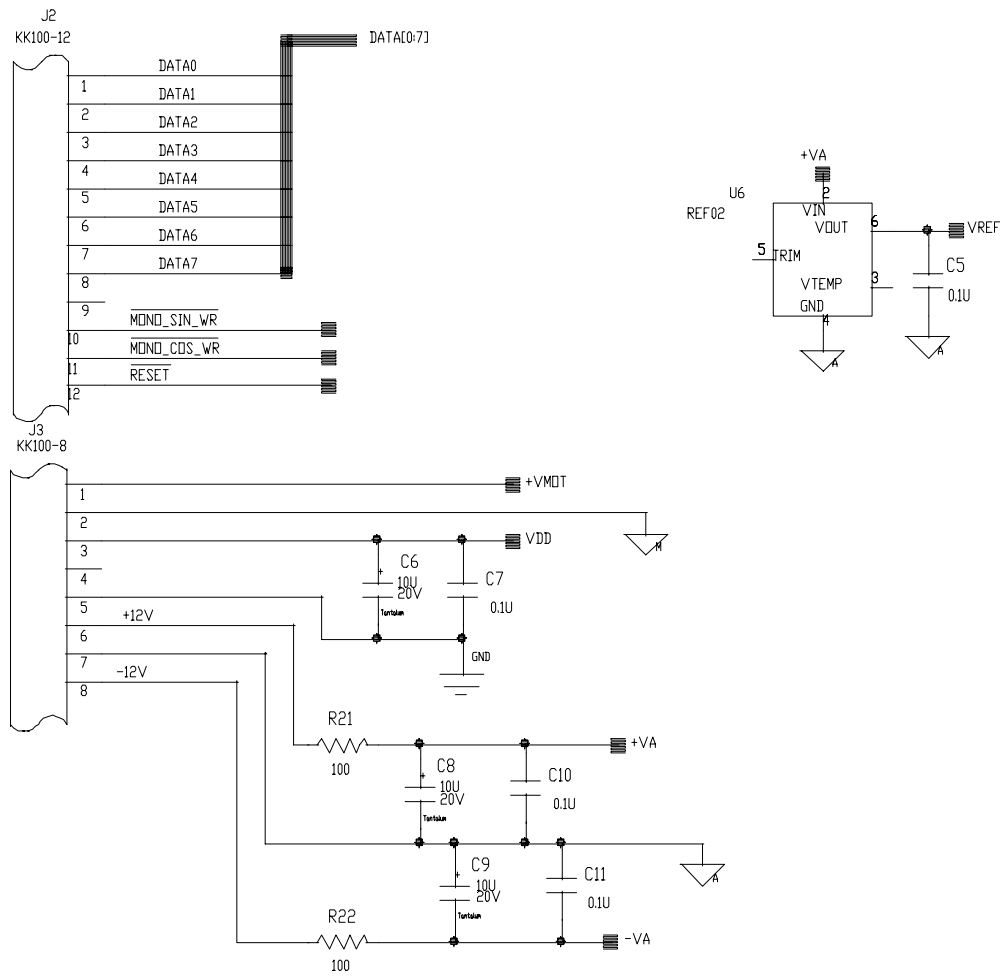 J2
KK100-12
DATA[0:7]
DATA0
1
DATA1
2
DATA2
3
DATA3
4
DATA4
5
DATA5
6
DATA6
7
DATA7
8
9
MONO_SIN_WR
10
MONO_COS_WR
11
RESET
12
+VA
U6
REF02
2
VIN
VOUT
6
VREF
5
TRIM
VTEMP
3
GND
4
C5
0.1U
A
A
J3
KK100-8
1
+VMOT
2
M
3
VDD
4
C6
10U
20V
Tantalum
C7
0.1U
5
+12V
6
GND
7
-12V
8
R21
100
+VA
C8
10U
20V
Tantalum
C10
0.1U
A
C9
10U
20V
Tantalum
C11
0.1U
R22
100
-VA